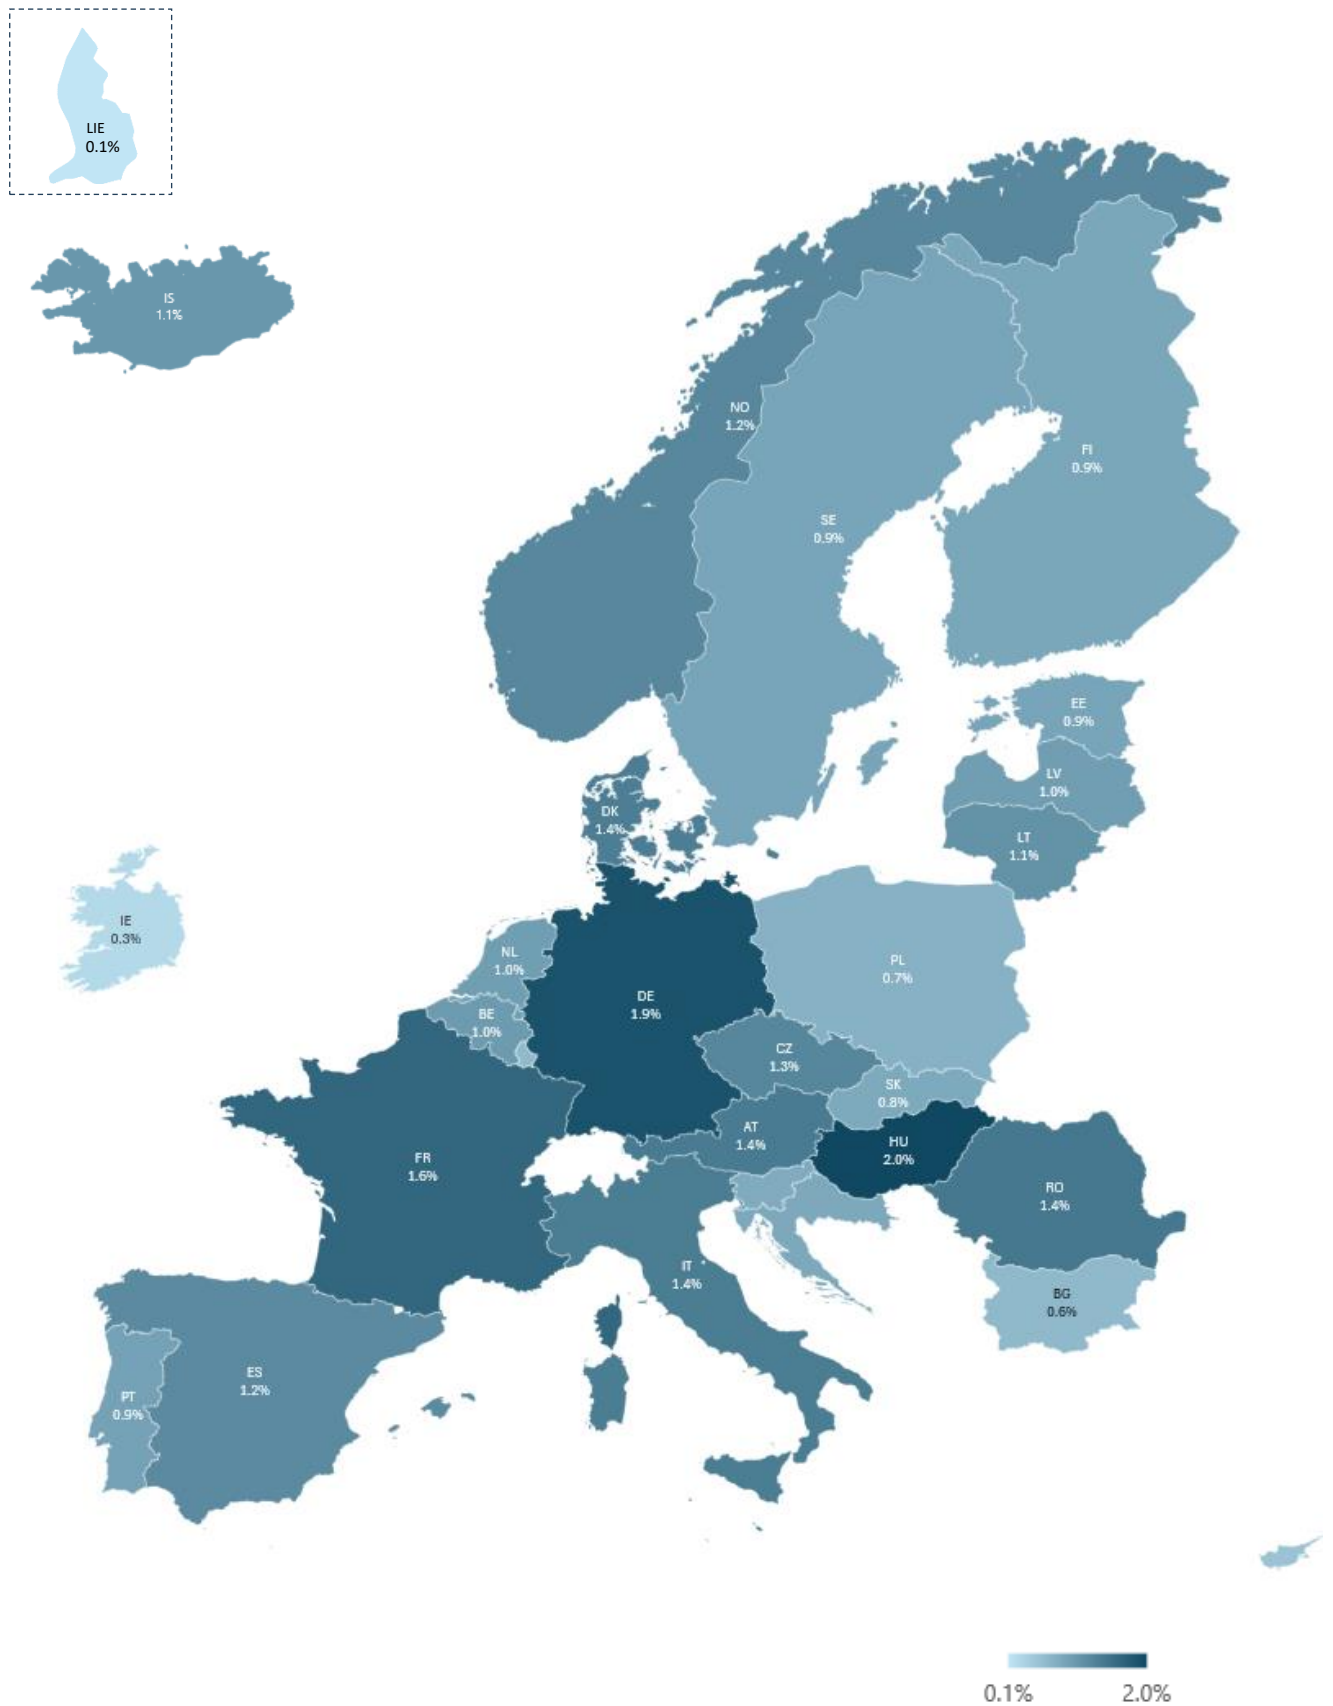 LIE
0.1%
IS
1.1%
NO
1.2%
FI
0.9%
SE
0.9%
EE
0.9%
LV
1.0%
DK
1.4%
LT
1.1%
IE
0.3%
NL
1.0%
PL
0.7%
DE
1.9%
BE
1.0%
CZ
1.3%
SK
0.8%
AT
1.4%
HU
2.0%
FR
1.6%
RO
1.4%
IT
1.4%
BG
0.6%
ES
1.2%
PT
0.9%
0.1%
2.0%